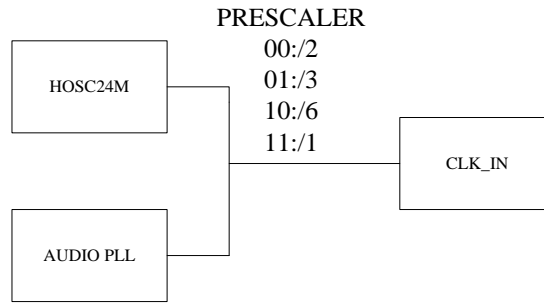 PRESCALER
00:/2
01:/3
10:/6
11:/1
HOSC24M
CLK_IN
AUDIO PLL